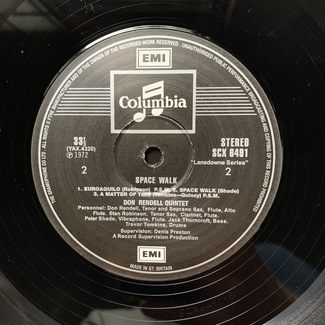 EMI
Columbia
33⅓
(YAX.4320)
℗ 1972
STEREO
SCX 6491
"Lansdowne Series"
2
2
SPACE WALK
1. EUROAQUILO (Robinson) P.S.M. 2. SPACE WALK (Shade)
3. A MATTER OF TIME (Tomkins—Quincy) P.S.M.
DON RENDELL QUINTET
Personnel: Don Rendell, Tenor and Soprano Sax, Flute, Alto
Flute. Stan Robinson, Tenor Sax, Clarinet, Flute.
Peter Shade, Vibraphone, Flute. Jack Thorncroft, Bass.
Trevor Tomkins, Drums
Supervision: Denis Preston
A Record Supervision Production
EMI
MADE IN GT. BRITAIN